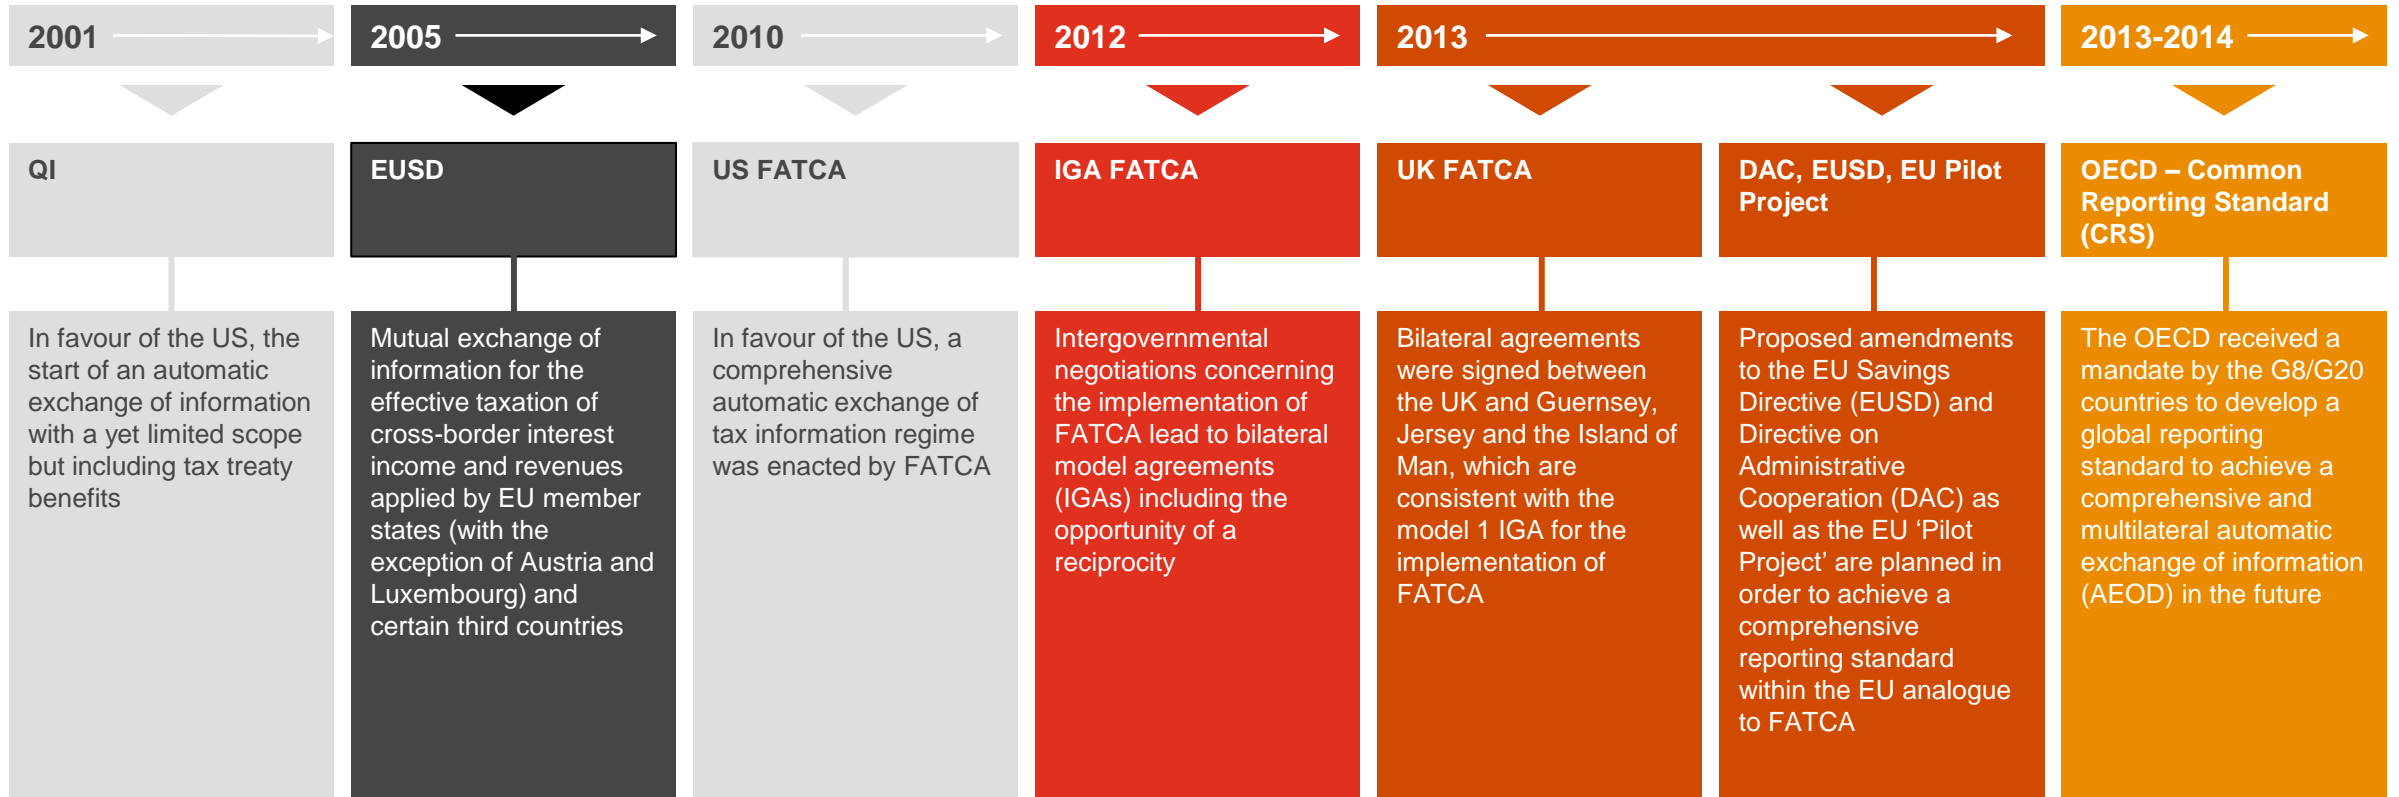 2001
2005
2010
2012
2013
2013-2014
QI
EUSD
US FATCA
IGA FATCA
UK FATCA
DAC, EUSD, EU Pilot
Project
OECD – Common
Reporting Standard
(CRS)
In favour of the US, the
start of an automatic
exchange of information
with a yet limited scope
but including tax treaty
benefits
Mutual exchange of
information for the
effective taxation of
cross-border interest
income and revenues
applied by EU member
states (with the
exception of Austria and
Luxembourg) and
certain third countries
In favour of the US, a
comprehensive
automatic exchange of
tax information regime
was enacted by FATCA
Intergovernmental
negotiations concerning
the implementation of
FATCA lead to bilateral
model agreements
(IGAs) including the
opportunity of a
reciprocity
Bilateral agreements
were signed between
the UK and Guernsey,
Jersey and the Island of
Man, which are
consistent with the
model 1 IGA for the
implementation of
FATCA
Proposed amendments
to the EU Savings
Directive (EUSD) and
Directive on
Administrative
Cooperation (DAC) as
well as the EU ‘Pilot
Project’ are planned in
order to achieve a
comprehensive
reporting standard
within the EU analogue
to FATCA
The OECD received a
mandate by the G8/G20
countries to develop a
global reporting
standard to achieve a
comprehensive and
multilateral automatic
exchange of information
(AEOD) in the future